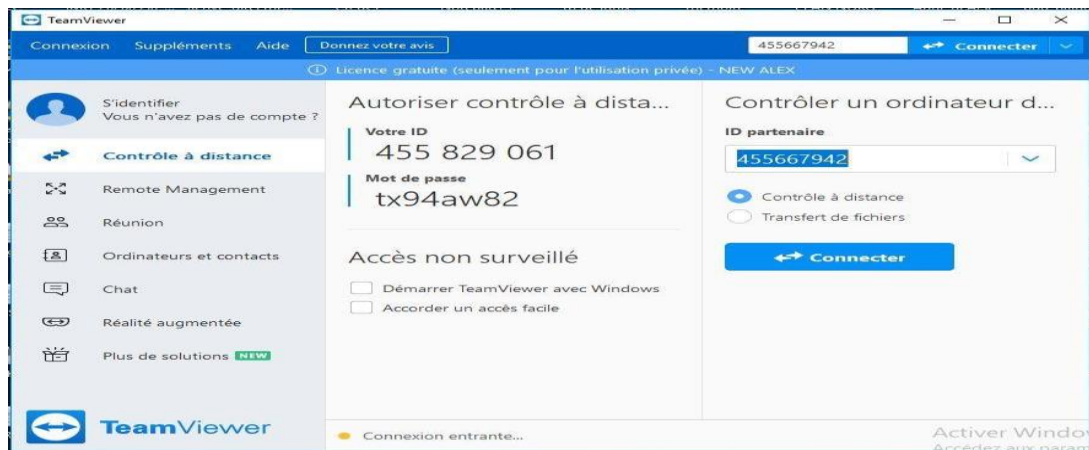 TeamViewer
Connexion Suppléments Aide Donnez votre avis 455667942 Connecter
Licence gratuite (seulement pour l'utilisation privée) - NEW ALEX
S'identifier
Vous n'avez pas de compte ?
Contrôle à distance
Remote Management
Réunion
Ordinateurs et contacts
Chat
Réalité augmentée
Plus de solutions NEW
TeamViewer
Autoriser contrôle à dista...
Votre ID
455 829 061
Mot de passe
tx94aw82
Accès non surveillé
Démarrer TeamViewer avec Windows
Accorder un accès facile
Connexion entrante...
Contrôler un ordinateur d...
ID partenaire
455667942
Contrôle à distance
Transfert de fichiers
Connecter
Activer Windo
Accédez aux param